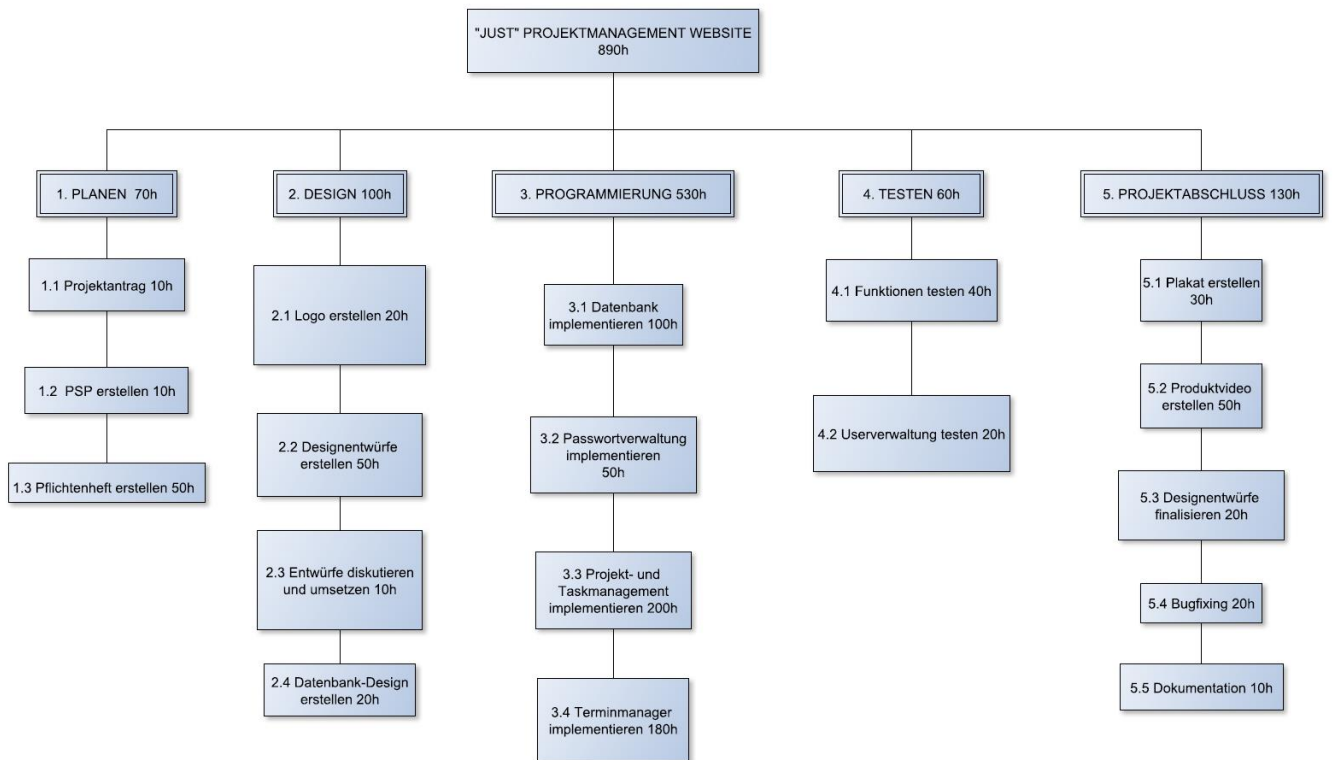 "JUST" PROJEKTMANAGEMENT WEBSITE
890h
1. PLANEN 70h
1.1 Projektantrag 10h
1.2 PSP erstellen 10h
1.3 Pflichtenheft erstellen 50h
2. DESIGN 100h
2.1 Logo erstellen 20h
2.2 Designentwürfe
erstellen 50h
2.3 Entwürfe diskutieren
und umsetzen 10h
2.4 Datenbank-Design
erstellen 20h
3. PROGRAMMIERUNG 530h
3.1 Datenbank
implementieren 100h
3.2 Passwortverwaltung
implementieren
50h
3.3 Projekt- und
Taskmanagement
implementieren 200h
3.4 Terminmanager
implementieren 180h
4. TESTEN 60h
4.1 Funktionen testen 40h
4.2 Userverwaltung testen 20h
5. PROJEKTABSCHLUSS 130h
5.1 Plakat erstellen
30h
5.2 Produktvideo
erstellen 50h
5.3 Designentwürfe
finalisieren 20h
5.4 Bugfixing 20h
5.5 Dokumentation 10h